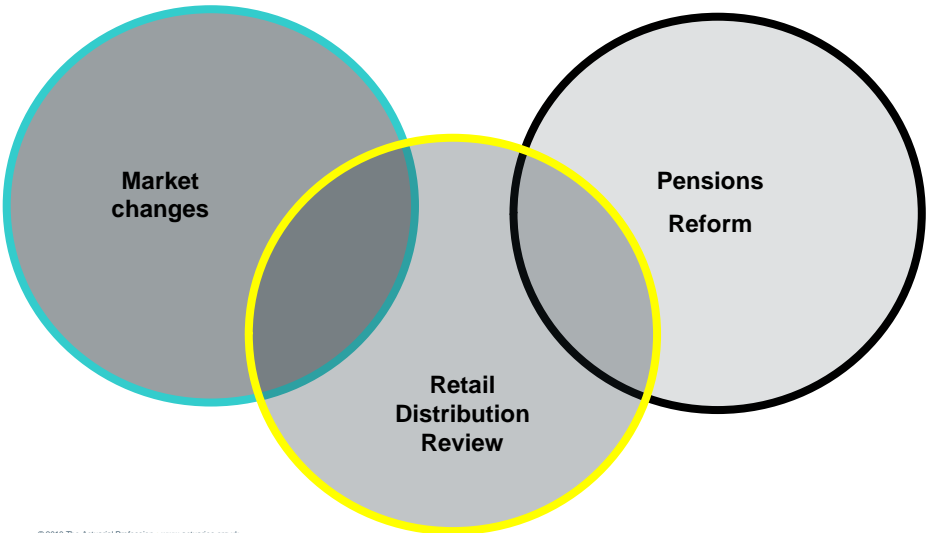 Market
changes
Pensions
Reform
Retail
Distribution
Review